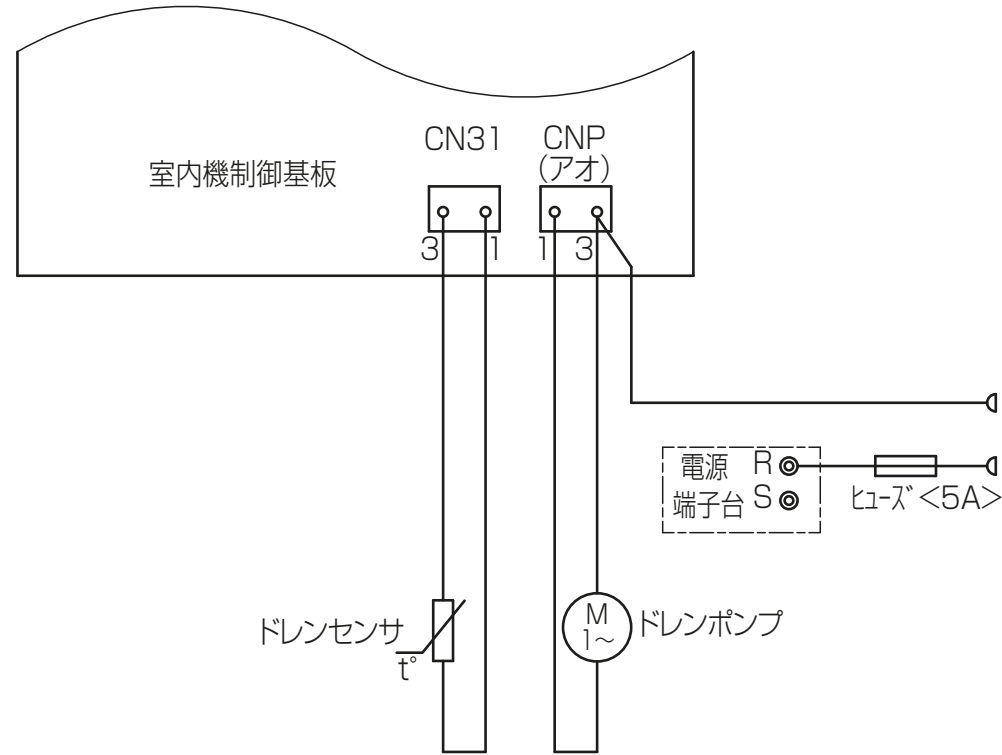 CN31
CNP
(アオ)
室内機制御基板
3
1
1
3
電源 R
端子台 S
ヒューズ<5A>
ドレンセンサ
t°
M
1~
ドレンポンプ